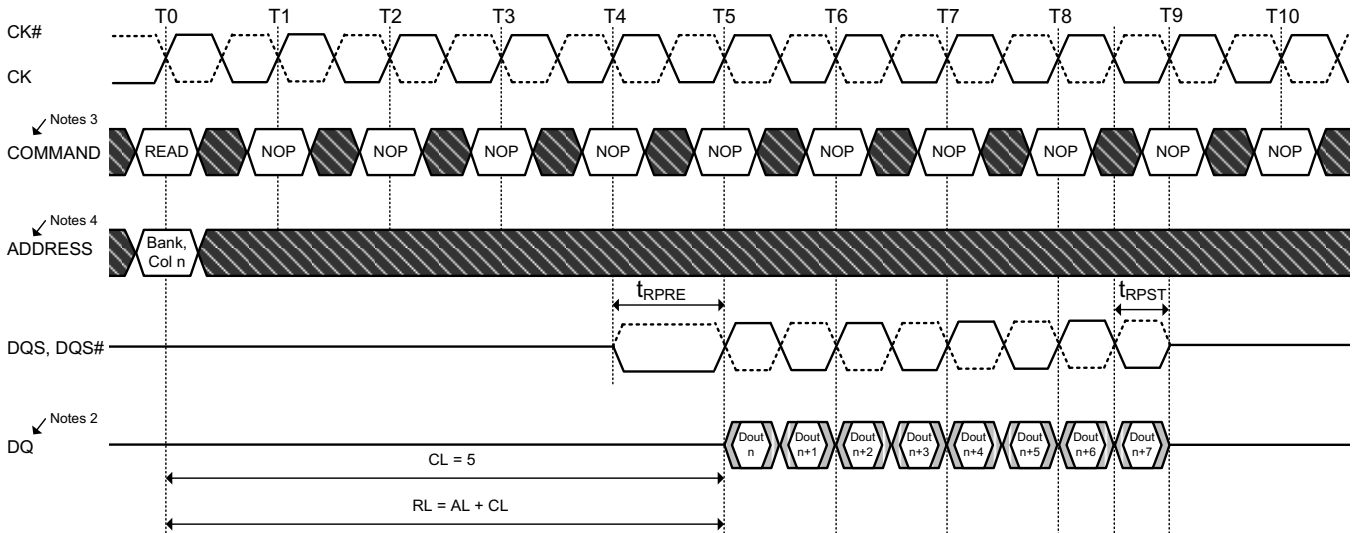 T0 T1 T2 T3 T4 T5 T6 T7 T8 T9 T10
CK#
CK
Notes 3
COMMAND READ NOP NOP NOP NOP NOP NOP NOP NOP NOP NOP
Notes 4
ADDRESS
Bank,
Col n
tRPRE tRPST
DQS, DQS#
Notes 2
DQ
Dout Dout Dout Dout Dout Dout Dout Dout
n n+1 n+2 n+3 n+4 n+5 n+6 n+7
CL = 5
RL = AL + CL